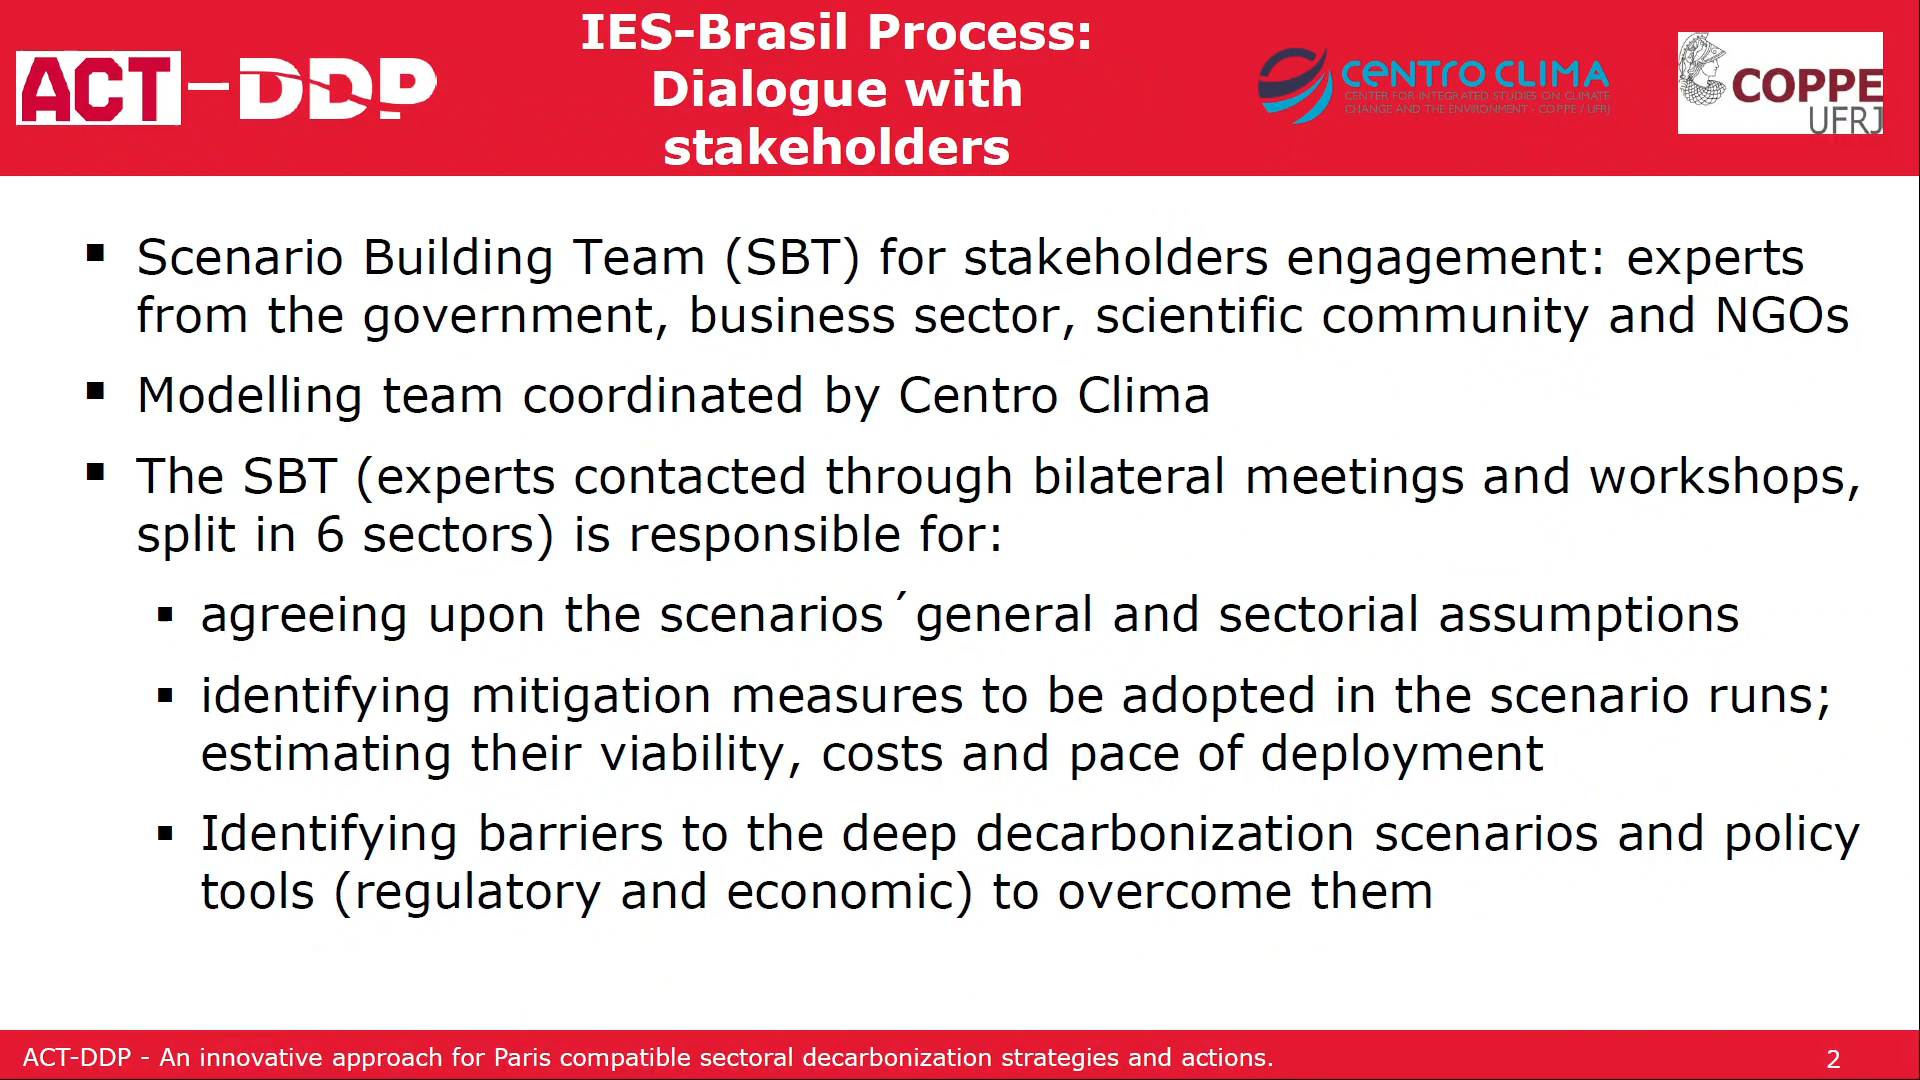 ACT-DDP
IES-Brasil Process:
Dialogue with
stakeholders
CENTRO CLIMA
CENTER FOR INTEGRATED STUDIES ON CLIMATE
CHANGE AND THE ENVIRONMENT - COPPE / UFRJ
COPPE
UFRJ
▪ Scenario Building Team (SBT) for stakeholders engagement: experts
from the government, business sector, scientific community and NGOs
▪ Modelling team coordinated by Centro Clima
▪ The SBT (experts contacted through bilateral meetings and workshops,
split in 6 sectors) is responsible for:
▪ agreeing upon the scenarios´general and sectorial assumptions
▪ identifying mitigation measures to be adopted in the scenario runs;
estimating their viability, costs and pace of deployment
▪ Identifying barriers to the deep decarbonization scenarios and policy
tools (regulatory and economic) to overcome them
ACT-DDP - An innovative approach for Paris compatible sectoral decarbonization strategies and actions.
2